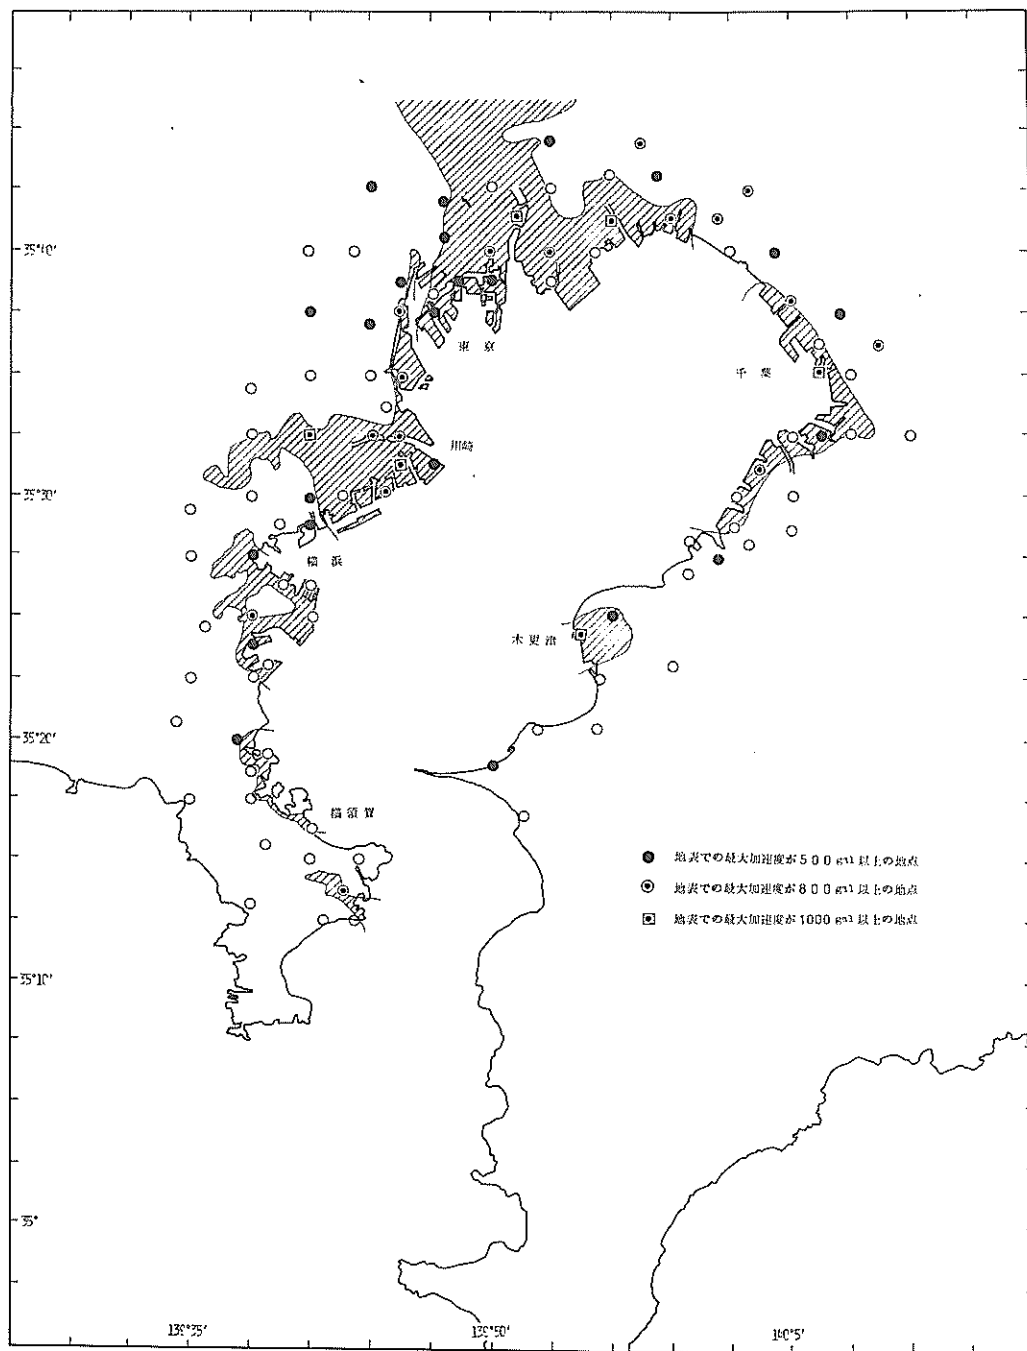 35°40'
東京
千葉
川崎
35°30'
横浜
木更津
35°20'
横須賀
地表での最大加速度が500gal以上の地点
地表での最大加速度が800gal以上の地点
地表での最大加速度が1000gal以上の地点
35°10'
35°
139°35'
139°50'
140°5'